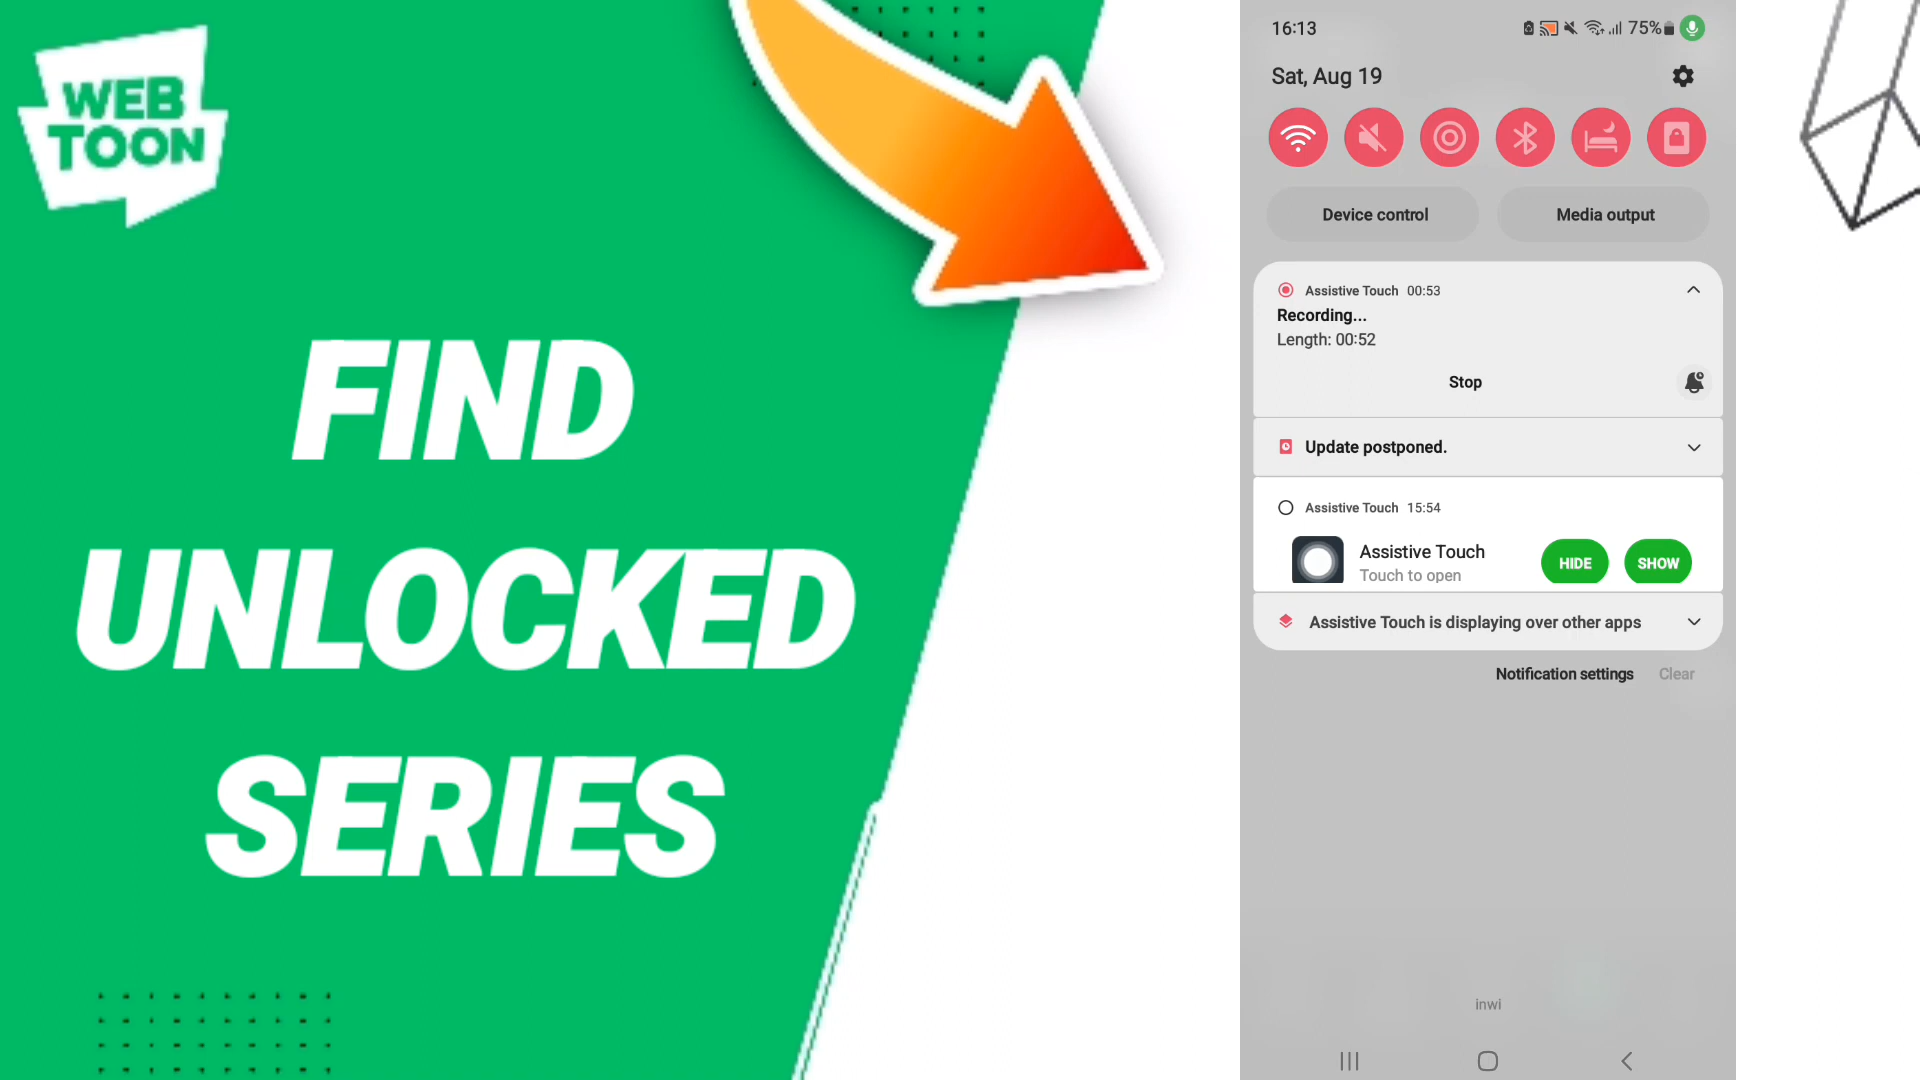 WEB
TOON
FIND
UNLOCKED
SERIES
16:13
75%
Sat, Aug 19
Device control
Media output
Assistive Touch 00:53
Recording...
Length: 00:52
Stop
Update postponed.
Assistive Touch 15:54
Assistive Touch
Touch to open
HIDE
SHOW
Assistive Touch is displaying over other apps
Notification settings
Clear
inwi